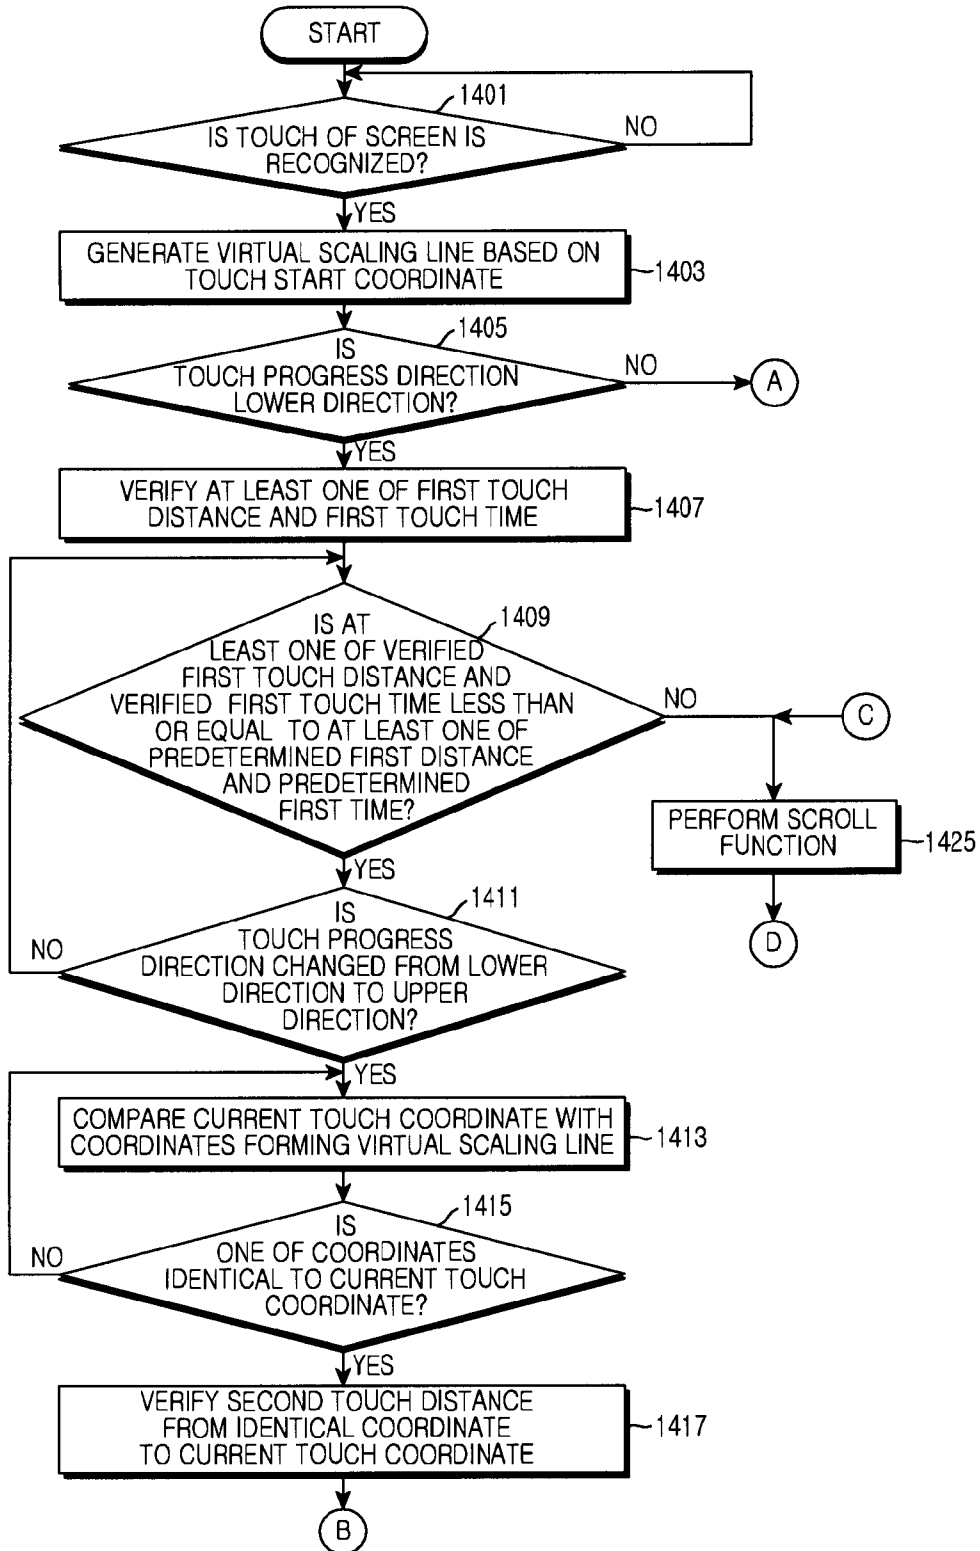 START
1401
IS TOUCH OF SCREEN IS
RECOGNIZED?
NO
YES
GENERATE VIRTUAL SCALING LINE BASED ON
TOUCH START COORDINATE
1403
1405
IS
TOUCH PROGRESS DIRECTION
LOWER DIRECTION?
NO
A
YES
VERIFY AT LEAST ONE OF FIRST TOUCH
DISTANCE AND FIRST TOUCH TIME
1407
1409
IS AT
LEAST ONE OF VERIFIED
FIRST TOUCH DISTANCE AND
VERIFIED FIRST TOUCH TIME LESS THAN
OR EQUAL TO AT LEAST ONE OF
PREDETERMINED FIRST DISTANCE
AND PREDETERMINED
FIRST TIME?
NO
C
PERFORM SCROLL
FUNCTION
1425
D
YES
1411
IS
TOUCH PROGRESS
DIRECTION CHANGED FROM LOWER
DIRECTION TO UPPER
DIRECTION?
NO
YES
COMPARE CURRENT TOUCH COORDINATE WITH
COORDINATES FORMING VIRTUAL SCALING LINE
1413
1415
IS
ONE OF COORDINATES
IDENTICAL TO CURRENT TOUCH
COORDINATE?
NO
YES
VERIFY SECOND TOUCH DISTANCE
FROM IDENTICAL COORDINATE
TO CURRENT TOUCH COORDINATE
1417
B